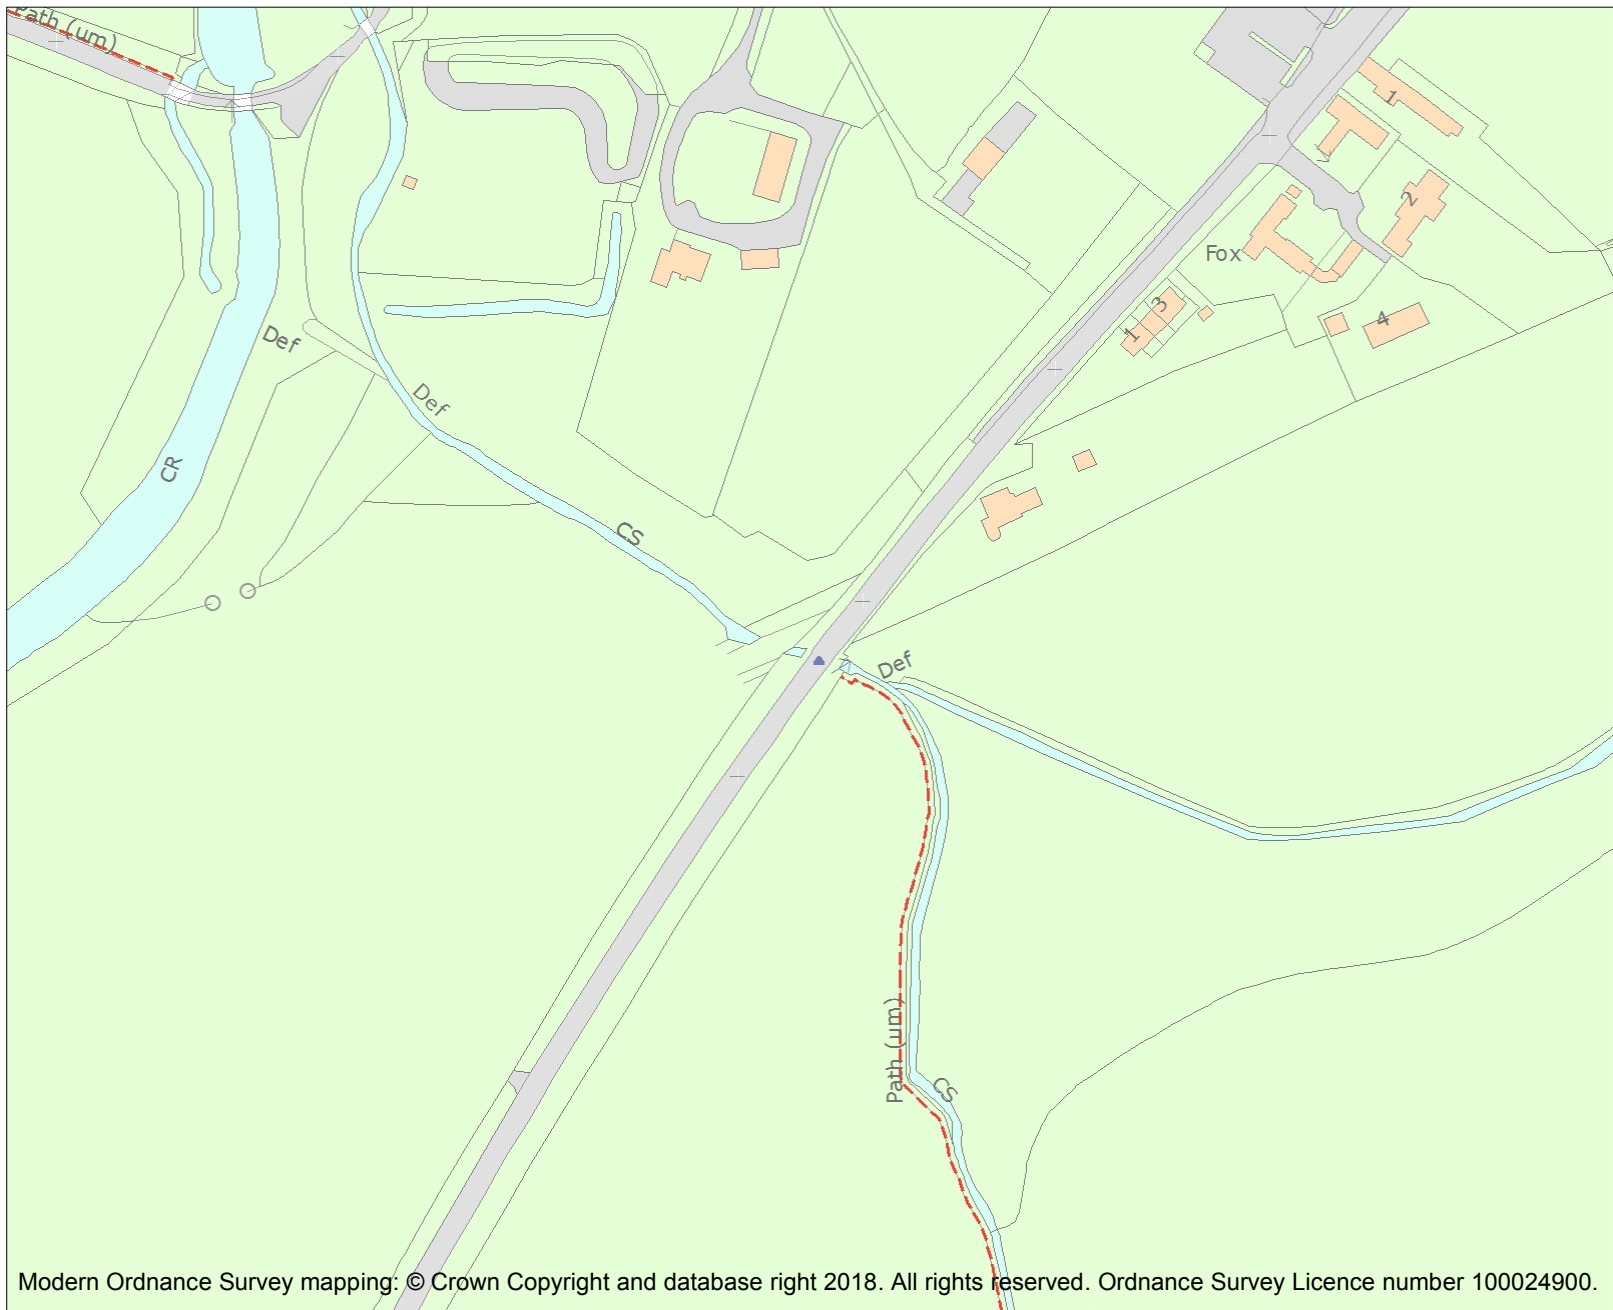 Path (um)
1
2
Fox
3
1
4
Def
Def
CR
CS
Def
Path (um)
CS
Modern Ordnance Survey mapping: © Crown Copyright and database right 2018. All rights reserved. Ordnance Survey Licence number 100024900.